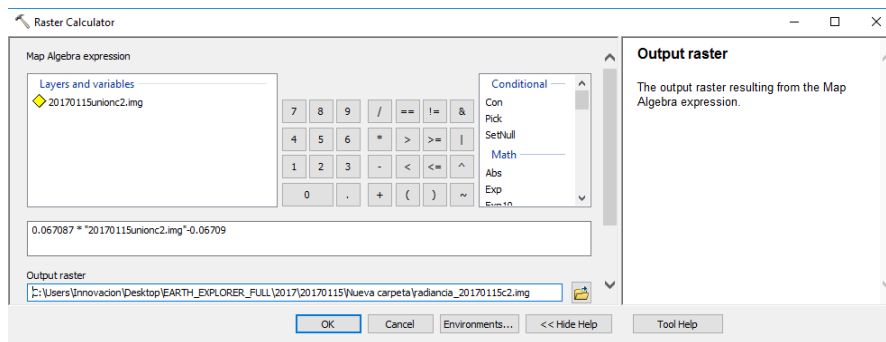 Raster Calculator
Map Algebra expression
Layers and variables
20170115unionc2.img
7 8 9 / == != &
4 5 6 * > >= |
1 2 3 - < <= ^
0 . + ( ) ~
Conditional
Con
Pick
SetNull
Math
Abs
Exp
Exp10
0.067087 * "20170115unionc2.img"-0.06709
Output raster
C:\Users\Innovacion\Desktop\EARTH_EXPLORER_FULL\2017\20170115\Nueva carpeta\radiancia_20170115c2.img
OK
Cancel
Environments...
<< Hide Help
Tool Help
Output raster
The output raster resulting from the Map
Algebra expression.